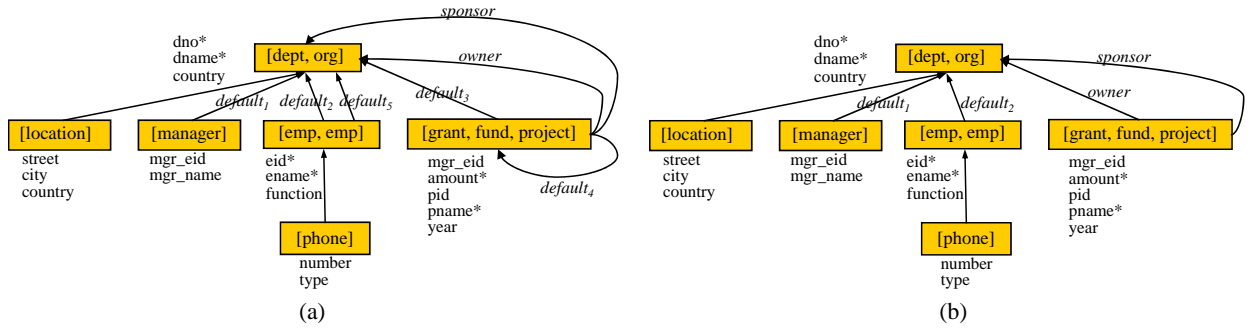 sponsor
dno*
dname*
country
[dept, org]
owner
default1
default2
default5
default3
[location]
[manager]
[emp, emp]
[grant, fund, project]
street
city
country
mgr_eid
mgr_name
eid*
ename*
function
mgr_eid
amount*
pid
pname*
year
default4
[phone]
number
type
(a)
dno*
dname*
country
[dept, org]
sponsor
default1
default2
owner
[location]
[manager]
[emp, emp]
[grant, fund, project]
street
city
country
mgr_eid
mgr_name
eid*
ename*
function
mgr_eid
amount*
pid
pname*
year
[phone]
number
type
(b)